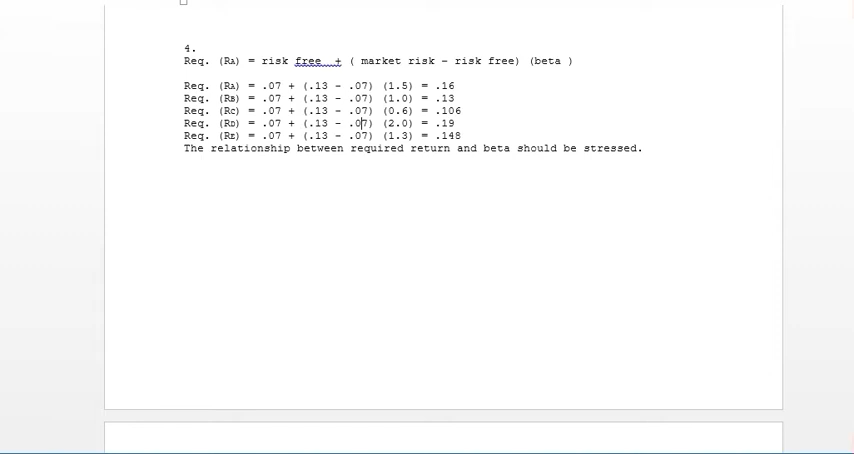 4.
Req. (RA) = risk free + ( market risk - risk free) (beta )
Req. (RA) = .07 + (.13 - .07) (1.5) = .16
Req. (RB) = .07 + (.13 - .07) (1.0) = .13
Req. (RC) = .07 + (.13 - .07) (0.6) = .106
Req. (RD) = .07 + (.13 - .07) (2.0) = .19
Req. (RE) = .07 + (.13 - .07) (1.3) = .148
The relationship between required return and beta should be stressed.